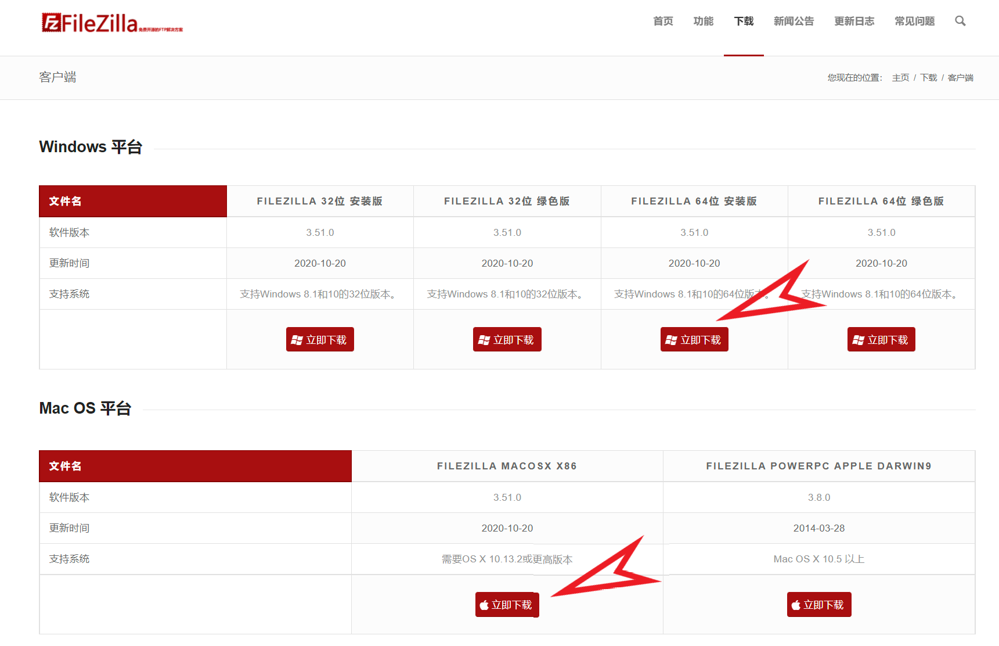 FileZilla 免费开源的FTP解决方案
首页 功能 下载 新闻公告 更新日志 常见问题
客户端
您现在的位置： 主页 / 下载 / 客户端
Windows 平台
文件名 FILEZILLA 32位 安装版 FILEZILLA 32位 绿色版 FILEZILLA 64位 安装版 FILEZILLA 64位 绿色版
软件版本 3.51.0 3.51.0 3.51.0 3.51.0
更新时间 2020-10-20 2020-10-20 2020-10-20 2020-10-20
支持系统 支持Windows 8.1和10的32位版本。 支持Windows 8.1和10的32位版本。 支持Windows 8.1和10的64位版本。 支持Windows 8.1和10的64位版本。
立即下载 立即下载 立即下载 立即下载
Mac OS 平台
文件名 FILEZILLA MACOSX X86 FILEZILLA POWERPC APPLE DARWIN9
软件版本 3.51.0 3.8.0
更新时间 2020-10-20 2014-03-28
支持系统 需要OS X 10.13.2或更高版本 Mac OS X 10.5 以上
立即下载 立即下载